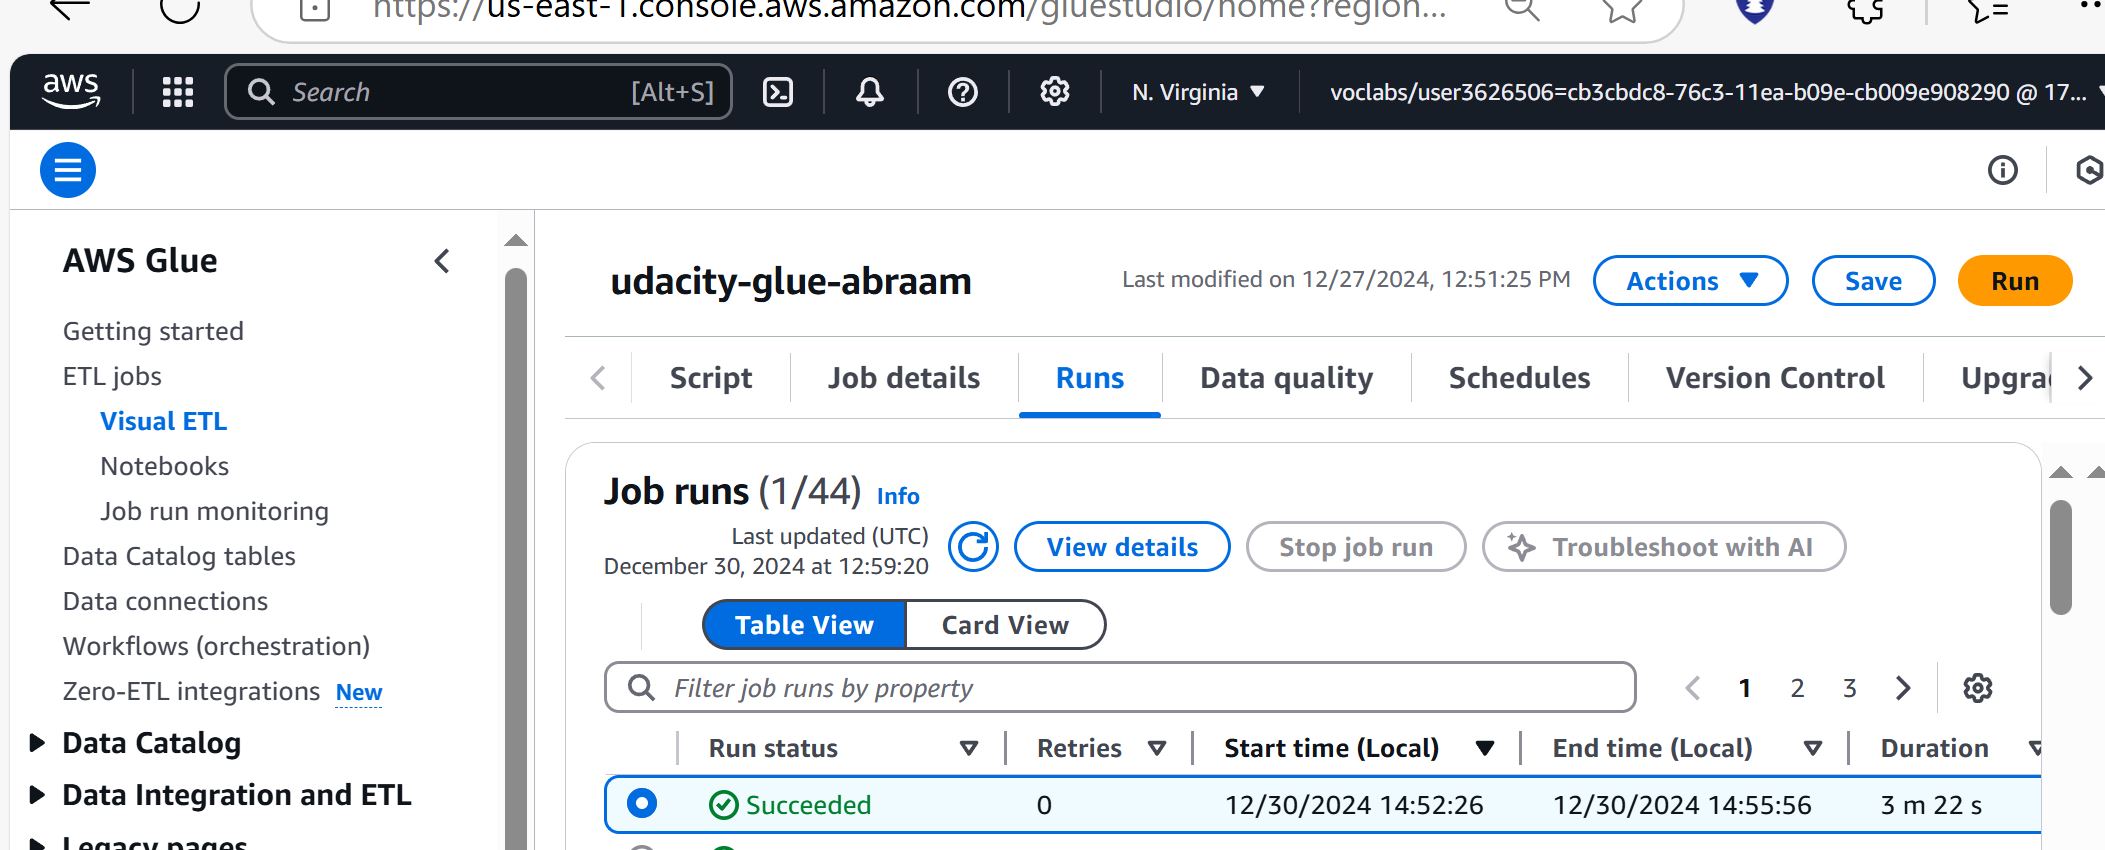 https://us-east-1.console.aws.amazon.com/gluestudio/home?region...
aws
Search [Alt+S]
N. Virginia
voclabs/user3626506=cb3cbdc8-76c3-11ea-b09e-cb009e908290 @ 17...
AWS Glue
Getting started
ETL jobs
Visual ETL
Notebooks
Job run monitoring
Data Catalog tables
Data connections
Workflows (orchestration)
Zero-ETL integrations New
Data Catalog
Data Integration and ETL
Legacy pages
udacity-glue-abraam
Last modified on 12/27/2024, 12:51:25 PM
Actions
Save
Run
Script
Job details
Runs
Data quality
Schedules
Version Control
Upgra
Job runs (1/44) Info
Last updated (UTC)
December 30, 2024 at 12:59:20
View details
Stop job run
Troubleshoot with AI
Table View
Card View
Filter job runs by property
1 2 3
Run status Retries Start time (Local) End time (Local) Duration
Succeeded 0 12/30/2024 14:52:26 12/30/2024 14:55:56 3 m 22 s